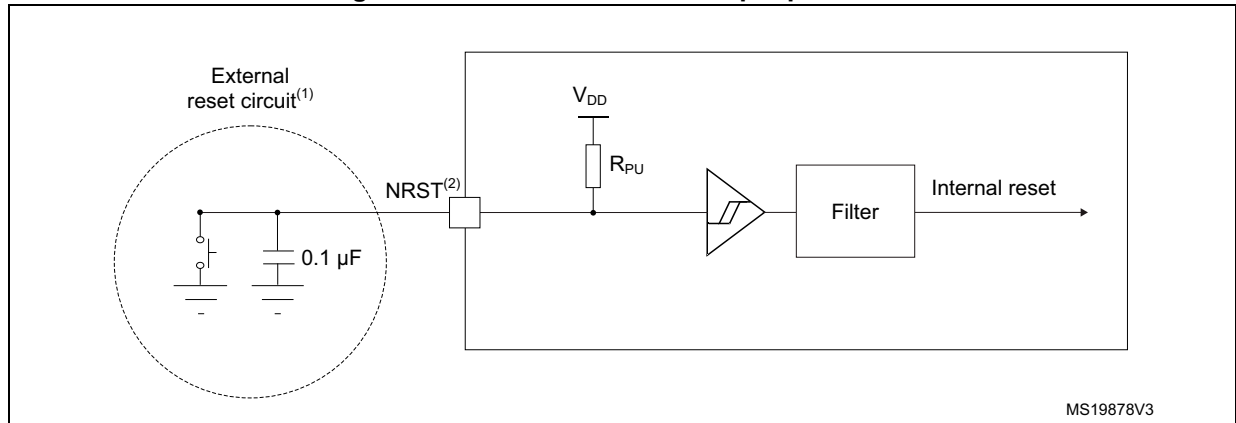 External
reset circuit(1)
VDD
RPU
NRST(2)
0.1 µF
Filter
Internal reset
MS19878V3